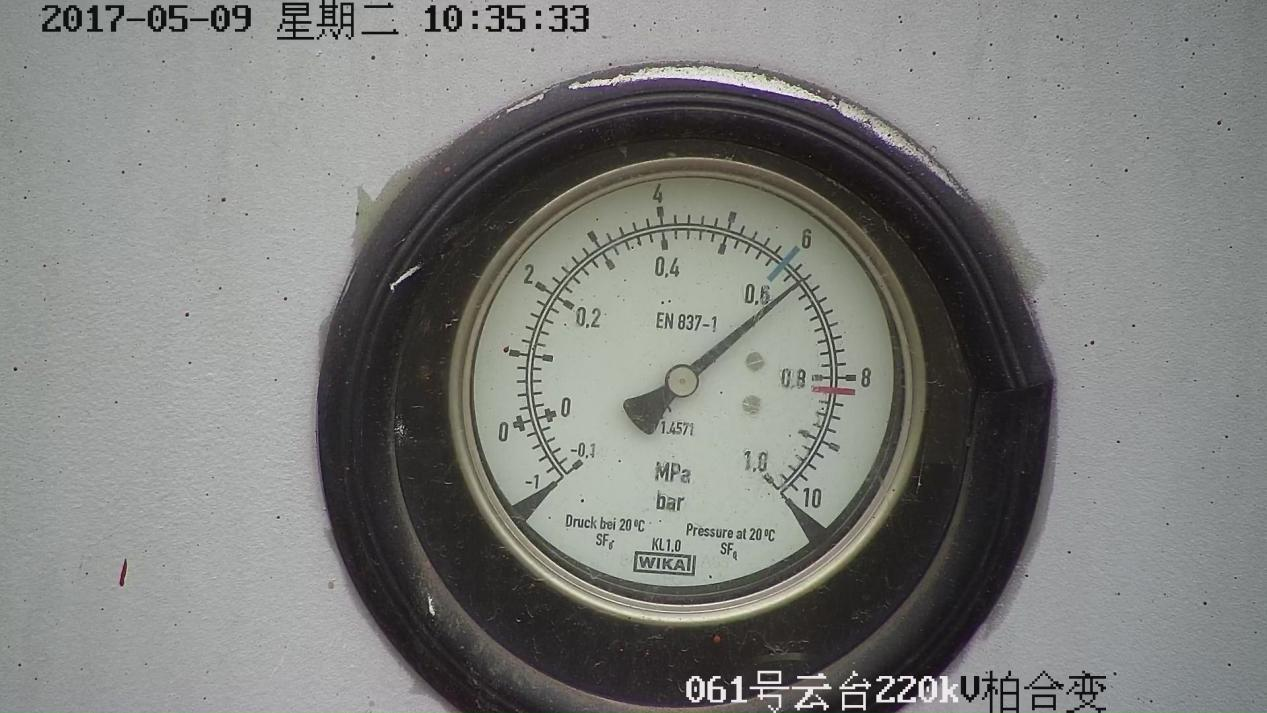 2017-05-09 星期二 10:35:33
4
6
2
0,4
0,6
0,2
EN 837-1
0,8
8
0
0
1.4571
-0,1
-1
1,0
10
MPa
bar
Druck bei 20°C
SF₆
Pressure at 20°C
SF₆
KL1.0
WIKAI
061号云台220kV柏合变